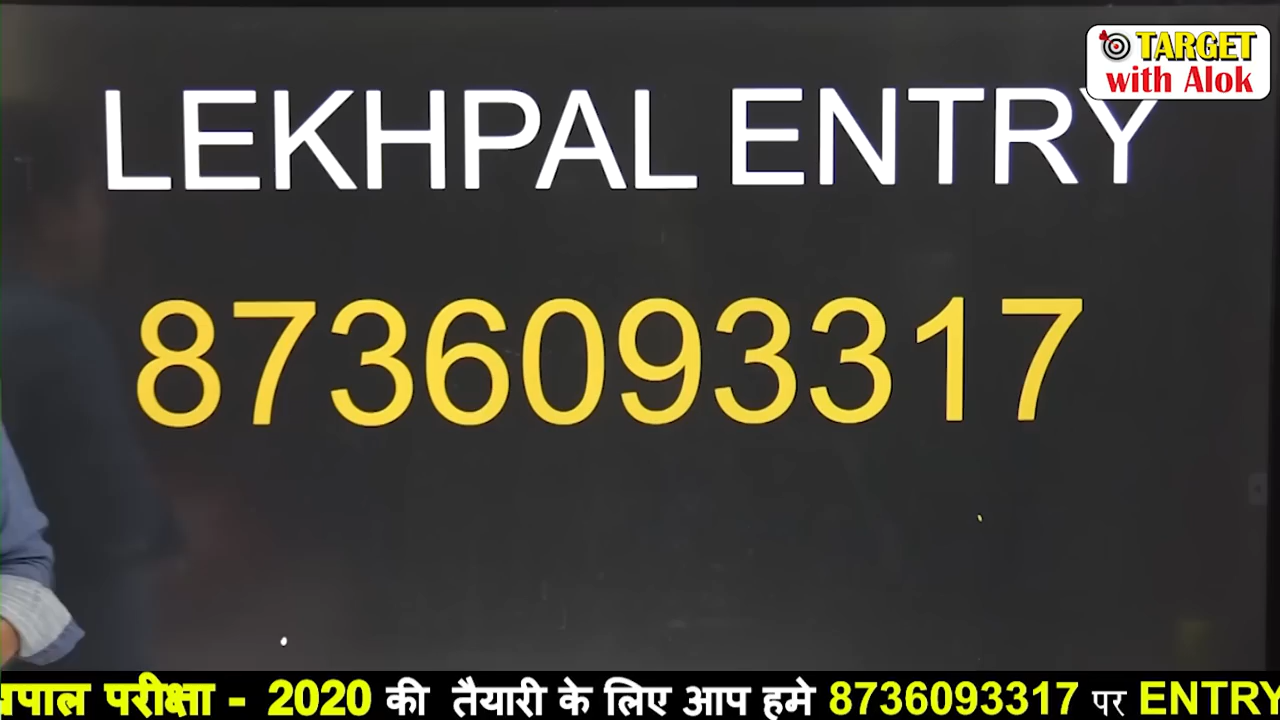 TARGET
with Alok
LEKHPAL ENTRY
8736093317
परीक्षा - 2020 की तैयारी के लिए आप हमे 8736093317 पर ENTRY